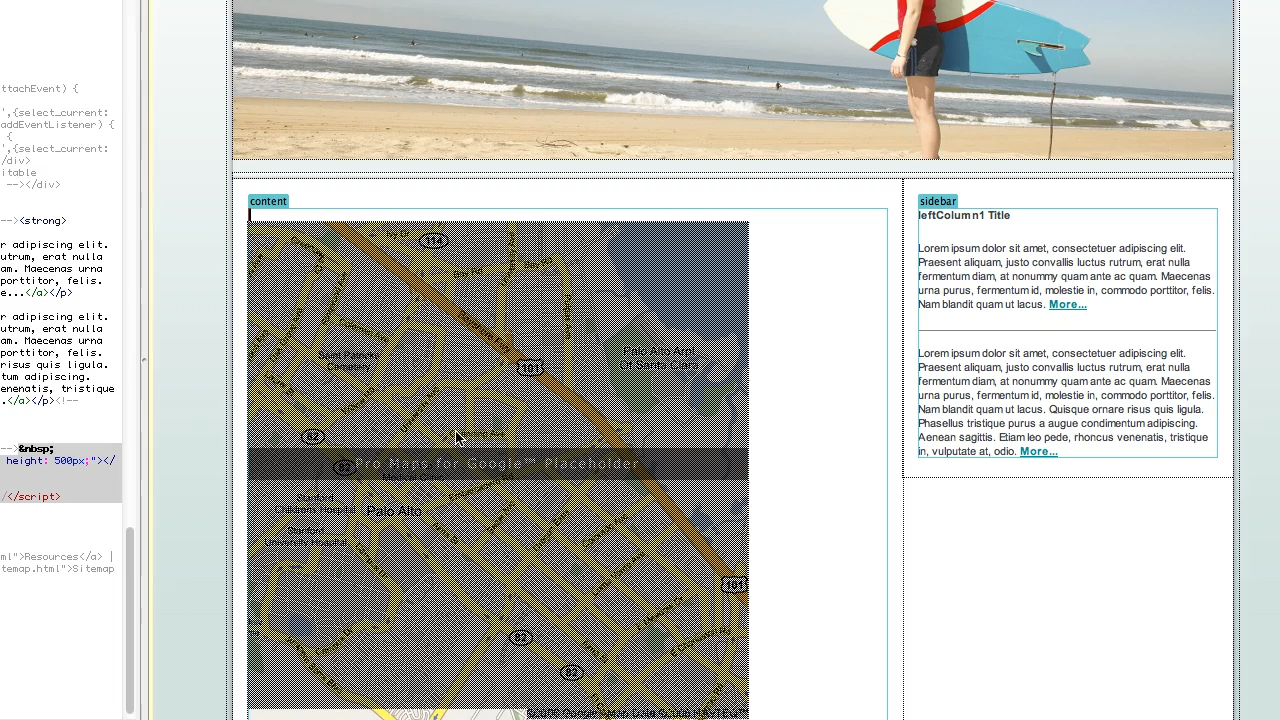 ttachEvent) {
',{select_current:
addEventListener) {
{
',{select_current:
/div>
itable
--></div>
--><strong>
r adipiscing elit.
utrum, erat nulla
am. Maecenas urna
porttitor, felis.
e...</a></p>
r adipiscing elit.
utrum, erat nulla
am. Maecenas urna
porttitor, felis.
risus quis ligula.
tum adipiscing.
enenatis, tristique
.</a></p><!--
-->&nbsp;
height: 500px;"></
/</script>
ml">Resources</a> |
temap.html">Sitemap
content
sidebar
leftColumn1 Title
Lorem ipsum dolor sit amet, consectetuer adipiscing elit.
Praesent aliquam, justo convallis luctus rutrum, erat nulla
fermentum diam, at nonummy quam ante ac quam. Maecenas
urna purus, fermentum id, molestie in, commodo porttitor, felis.
Nam blandit quam ut lacus. More...
Lorem ipsum dolor sit amet, consectetuer adipiscing elit.
Praesent aliquam, justo convallis luctus rutrum, erat nulla
fermentum diam, at nonummy quam ante ac quam. Maecenas
urna purus, fermentum id, molestie in, commodo porttitor, felis.
Nam blandit quam ut lacus. Quisque ornare risus quis ligula.
Phasellus tristique purus a augue condimentum adipiscing.
Aenean sagittis. Etiam leo pede, rhoncus venenatis, tristique
in, vulputate at, odio. More...